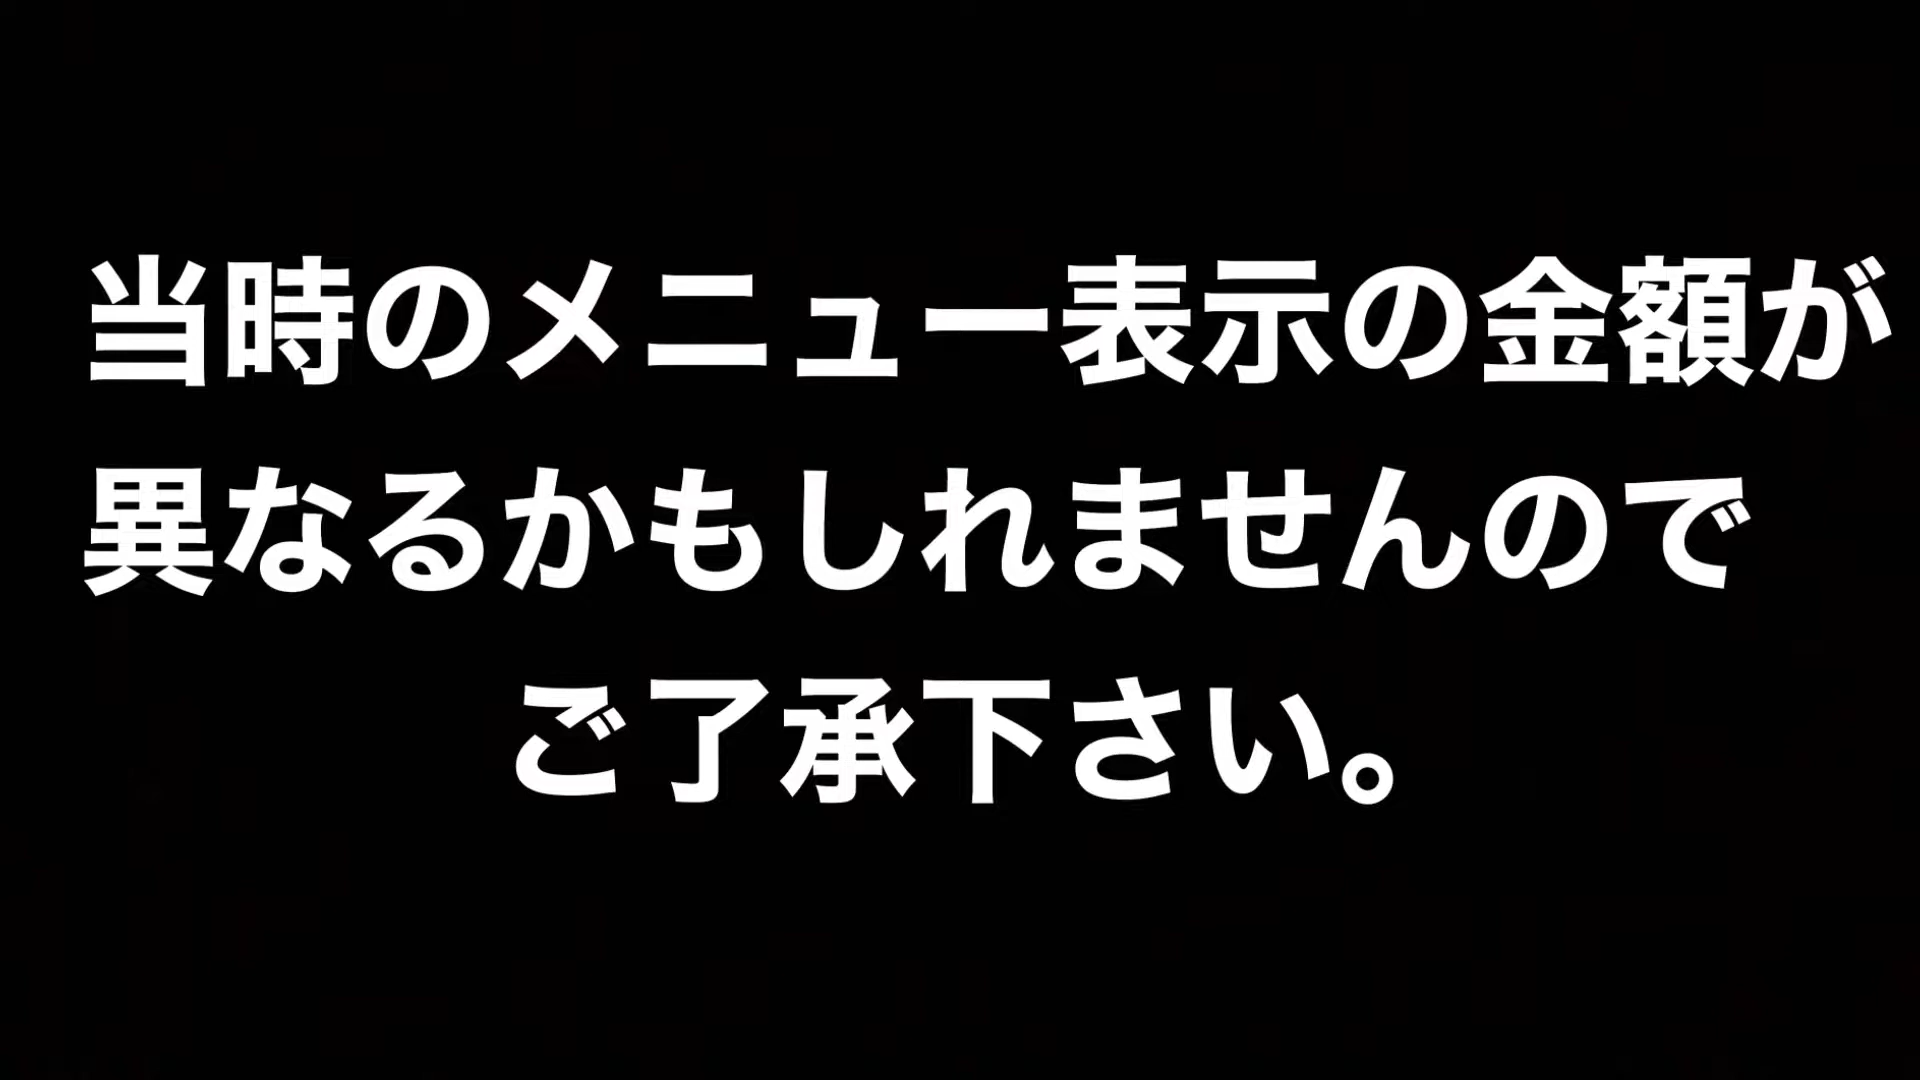 当時のメニュー表示の金額が
異なるかもしれませんので
ご了承下さい。